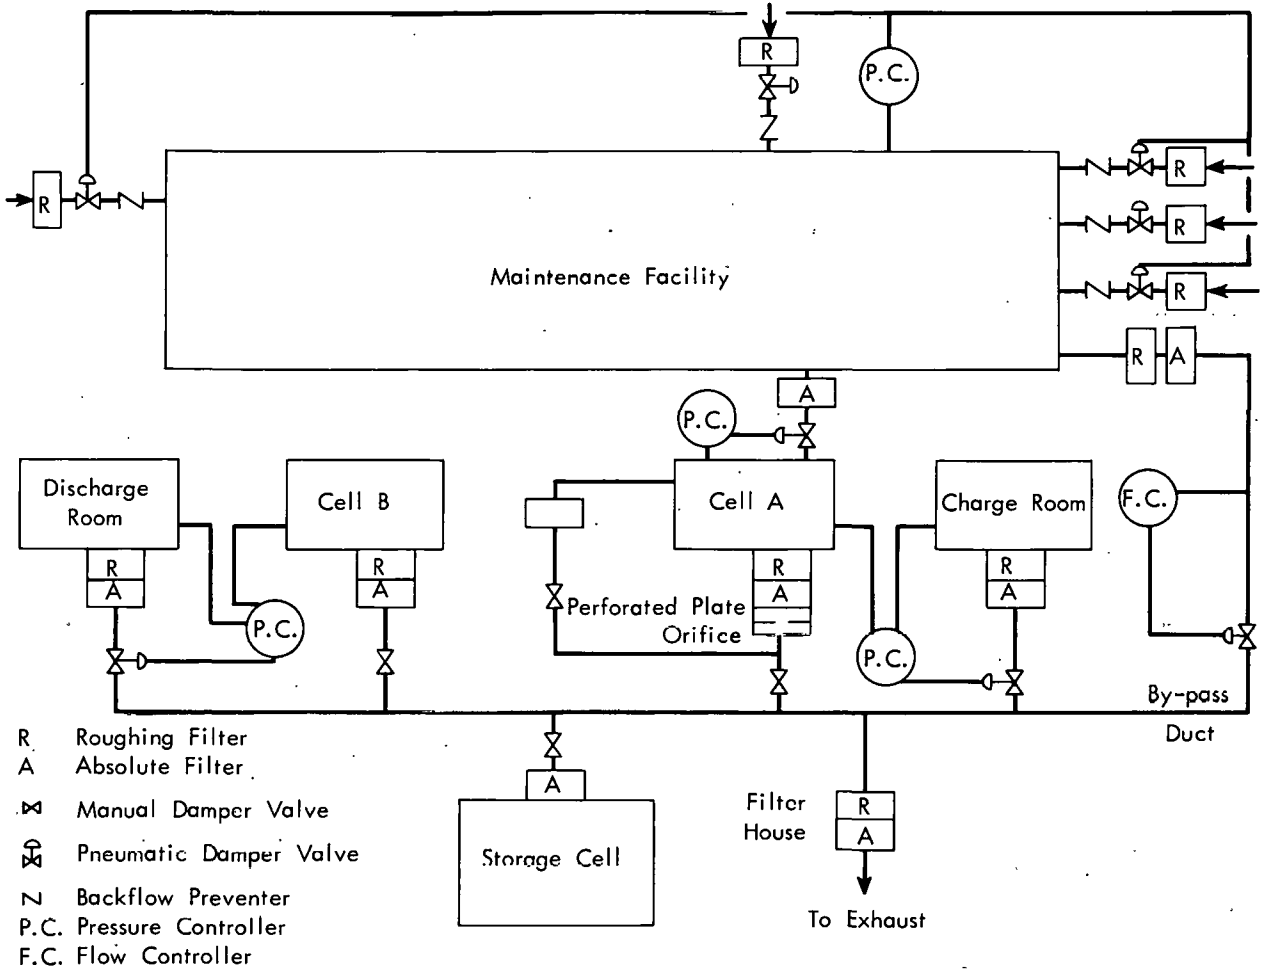 R
P.C.
R
R
R
R
Maintenance Facility
R A
A
P.C.
Discharge
Room
Cell B
Cell A
Charge Room
F.C.
R
A
R
A
R
A
R
A
P.C.
Perforated Plate
Orifice
P.C.
By-pass
Duct
R Roughing Filter
A Absolute Filter
Manual Damper Valve
Pneumatic Damper Valve
Backflow Preventer
P.C. Pressure Controller
F.C. Flow Controller
A
Storage Cell
Filter
House
R
A
To Exhaust